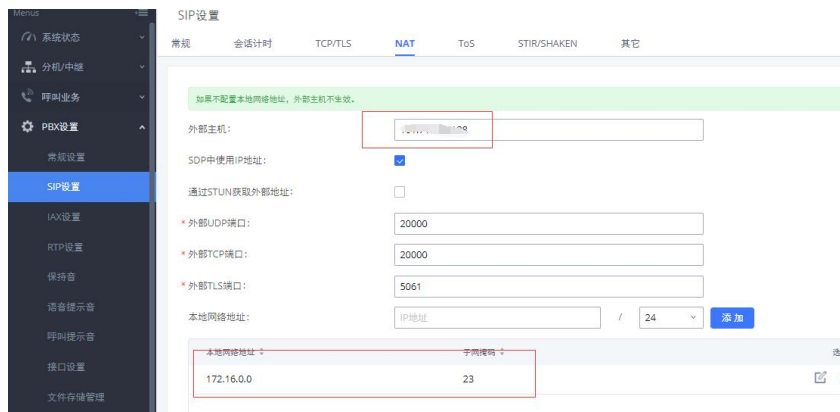 Menus
SIP设置
系统状态
分机/中继
呼叫业务
PBX设置
常规设置
SIP设置
IAX设置
RTP设置
保持音
语音提示音
呼叫提示音
接口设置
文件存储管理
常规 会话计时 TCP/TLS NAT ToS STIR/SHAKEN 其它
如果不配置本地网络地址，外部主机不生效。
外部主机：
SDP中使用IP地址：
通过STUN获取外部地址：
* 外部UDP端口： 20000
* 外部TCP端口： 20000
* 外部TLS端口： 5061
本地网络地址： IP地址 / 24 添加
本地网络地址 子网掩码 选
172.16.0.0 23